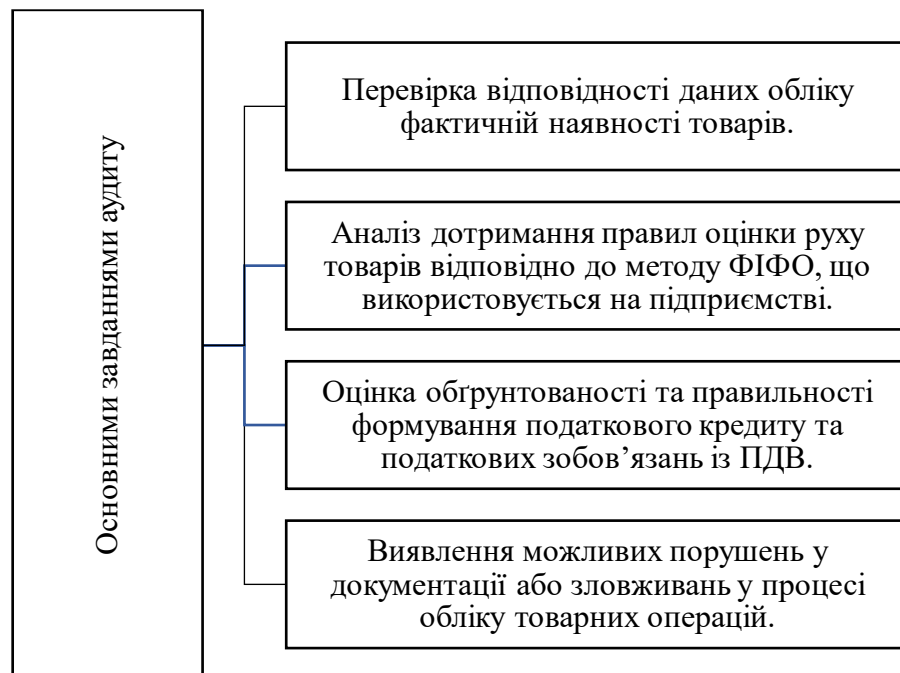 Основними завданнями аудиту
Перевірка відповідності даних обліку
фактичній наявності товарів.
Аналіз дотримання правил оцінки руху
товарів відповідно до методу ФІФО, що
використовується на підприємстві.
Оцінка обґрунтованості та правильності
формування податкового кредиту та
податкових зобов’язань із ПДВ.
Виявлення можливих порушень у
документації або зловживань у процесі
обліку товарних операцій.